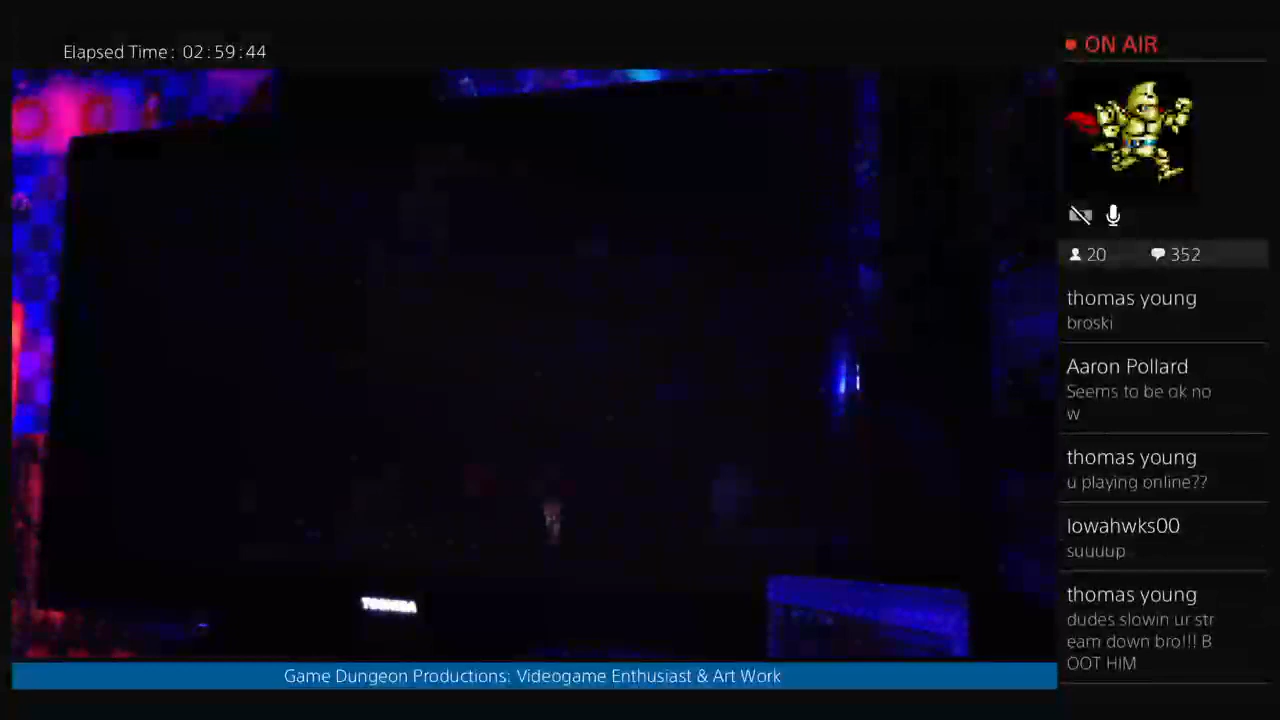 Elapsed Time: 02:59:44
ON AIR
20 352
thomas young
broski
Aaron Pollard
Seems to be ok no
w
thomas young
u playing online??
Iowahwks00
suuuup
thomas young
dudes slowin ur str
eam down bro!!! B
OOT HIM
TOSHIBA
Game Dungeon Productions: Videogame Enthusiast & Art Work